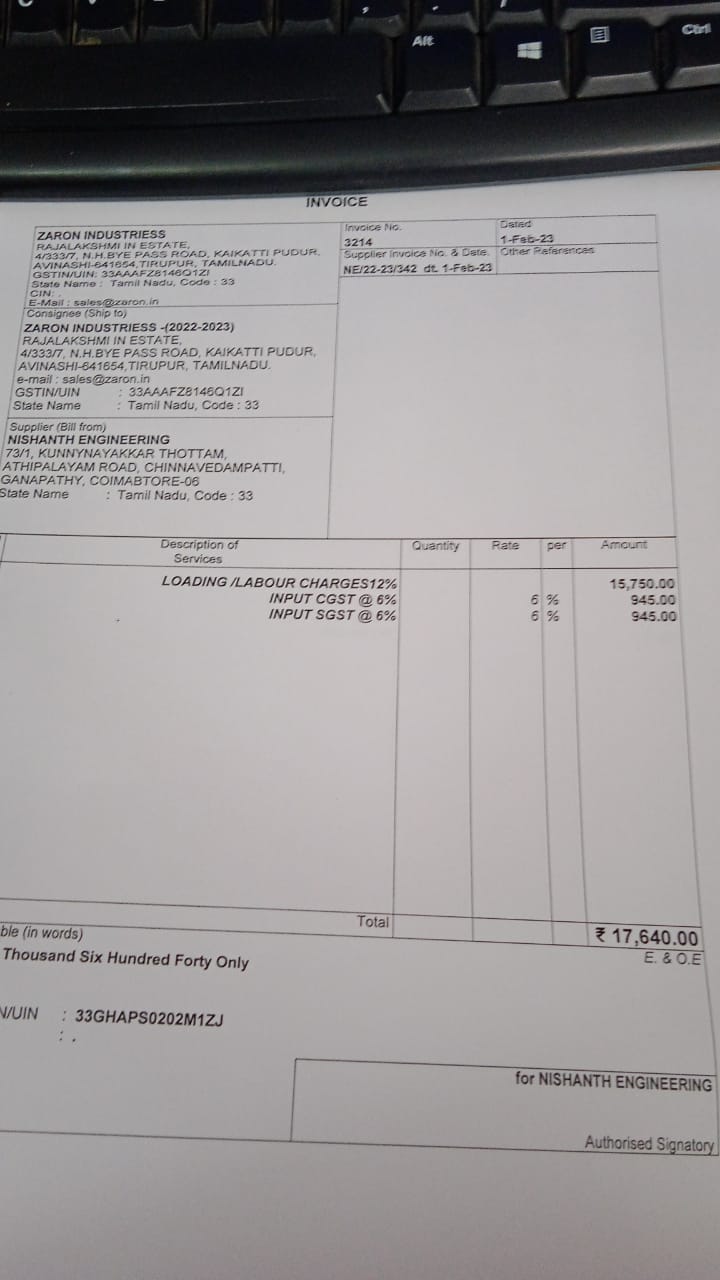 Alt
Ctrl
INVOICE
ZARON INDUSTRIESS
RAJALAKSHMI IN ESTATE,
4/333/7, N.H.BYE PASS ROAD, KAIKATTI PUDUR,
AVINASHI-641654,TIRUPUR, TAMILNADU.
GSTIN/UIN: 33AAAFZ8146Q1ZI
State Name : Tamil Nadu, Code : 33
CIN: .
E-Mail : sales@zaron.in
Invoice No.
3214
Dated
1-Feb-23
Supplier Invoice No. & Date.
NE/22-23/342 dt. 1-Feb-23
Other References
Consignee (Ship to)
ZARON INDUSTRIESS -(2022-2023)
RAJALAKSHMI IN ESTATE,
4/333/7, N.H.BYE PASS ROAD, KAIKATTI PUDUR,
AVINASHI-641654,TIRUPUR, TAMILNADU.
e-mail : sales@zaron.in
GSTIN/UIN : 33AAAFZ8146Q1ZI
State Name : Tamil Nadu, Code : 33
Supplier (Bill from)
NISHANTH ENGINEERING
73/1, KUNNYNAYAKKAR THOTTAM,
ATHIPALAYAM ROAD, CHINNAVEDAMPATTI,
GANAPATHY, COIMABTORE-06
State Name : Tamil Nadu, Code : 33
Description of Services Quantity Rate per Amount
LOADING /LABOUR CHARGES12% 15,750.00
INPUT CGST @ 6% 6 % 945.00
INPUT SGST @ 6% 6 % 945.00
Total ₹ 17,640.00
ble (in words) E. & O.E
Thousand Six Hundred Forty Only
N/UIN : 33GHAPS0202M1ZJ
: .
for NISHANTH ENGINEERING
Authorised Signatory